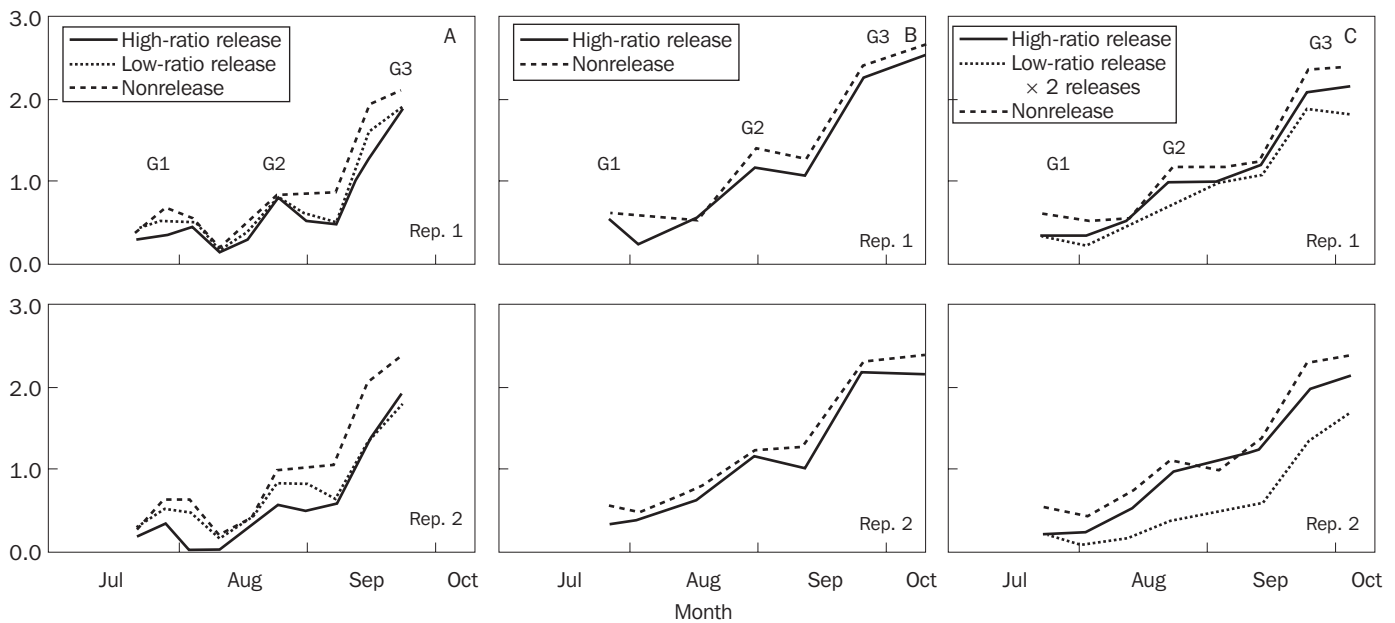 3.0
2.0
1.0
0.0
High-ratio release
Low-ratio release
Nonrelease
A
G1
G2
G3
Rep. 1
High-ratio release
Nonrelease
B
G1
G2
G3
Rep. 1
High-ratio release
Low-ratio release
× 2 releases
Nonrelease
C
G1
G2
G3
Rep. 1
3.0
2.0
1.0
0.0
Rep. 2
Rep. 2
Rep. 2
Jul Aug Sep Oct
Jul Aug Sep Oct
Jul Aug Sep Oct
Month